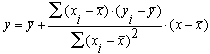 y = y̅ + ∑(xᵢ − x̅)·(yᵢ − y̅) / ∑(xᵢ − x̅)² · (x − x̅)